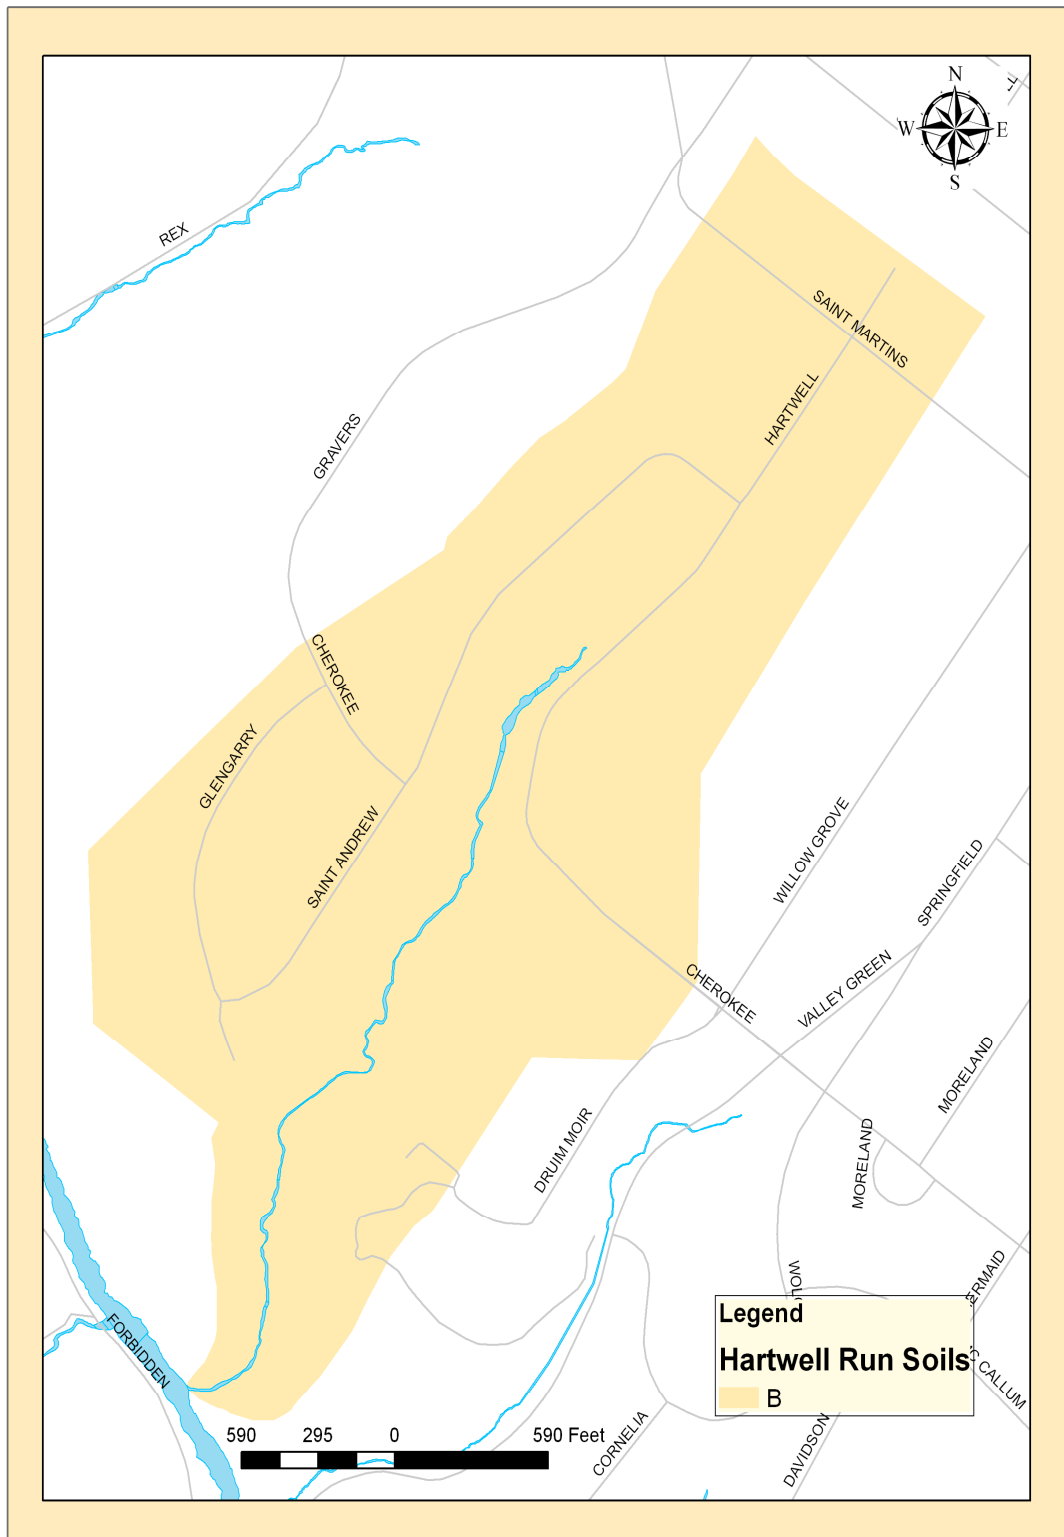 N
W E
S
REX
SAINT MARTINS
HARTWELL
GRAVERS
CHEROKEE
GLENGARRY
SAINT ANDREW
WILLOW GROVE
SPRINGFIELD
CHEROKEE
VALLEY GREEN
MORELAND
DRUIM MOIR
MORELAND
FORBIDDEN
ERMAID
CALLUM
CORNELIA
DAVIDSON
Legend
Hartwell Run Soils
B
590 295 0 590 Feet